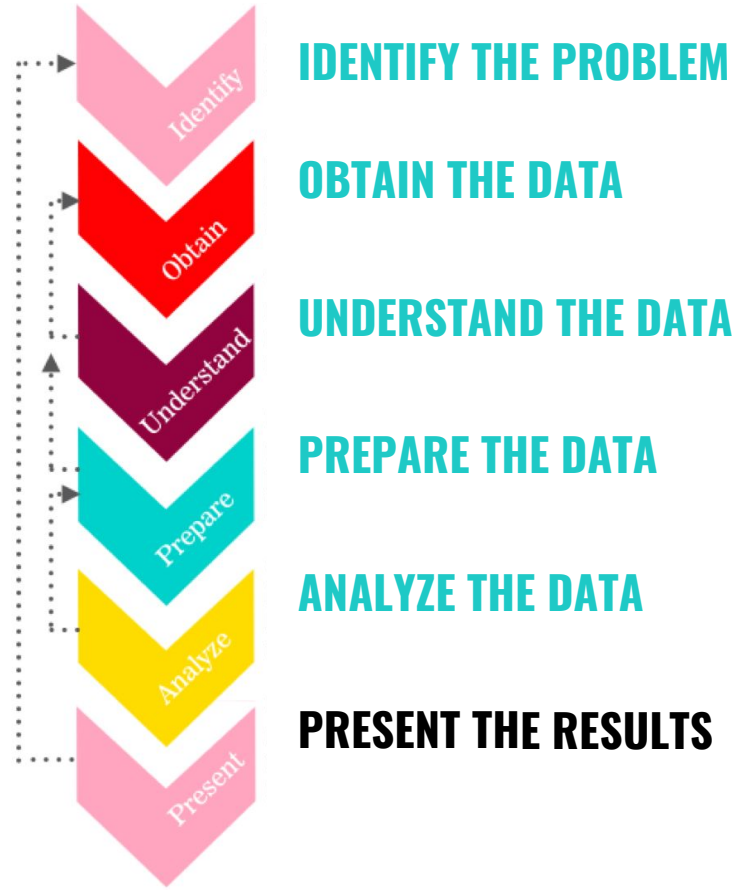 Identify
IDENTIFY THE PROBLEM
Obtain
OBTAIN THE DATA
Understand
UNDERSTAND THE DATA
Prepare
PREPARE THE DATA
Analyze
ANALYZE THE DATA
Present
PRESENT THE RESULTS